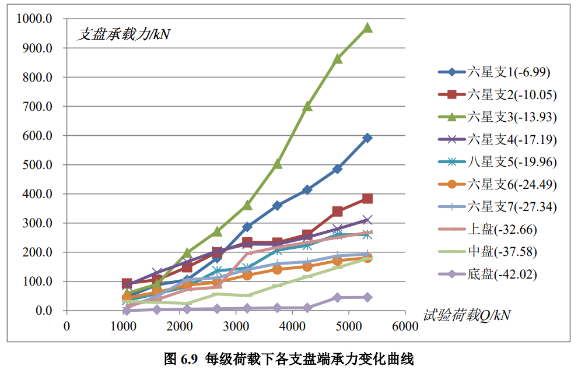 支盘承载力/kN
1000.0
900.0
800.0
700.0
600.0
500.0
400.0
300.0
200.0
100.0
0.0
0
1000
2000
3000
4000
5000
6000
试验荷载Q/kN
六星支1(-6.99)
六星支2(-10.05)
六星支3(-13.93)
六星支4(-17.19)
八星支5(-19.96)
六星支6(-24.49)
六星支7(-27.34)
上盘(-32.66)
中盘(-37.58)
底盘(-42.02)
图 6.9 每级荷载下各支盘端承力变化曲线